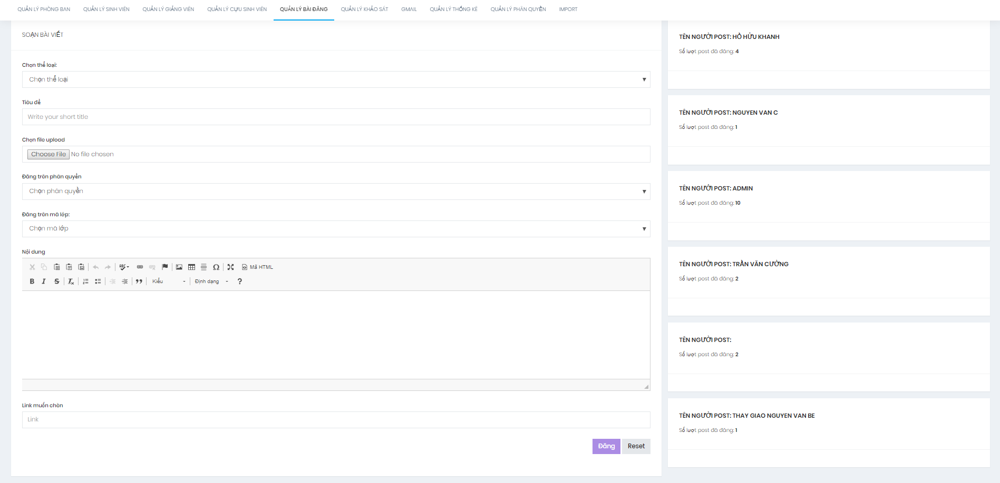 QUẢN LÝ PHÒNG BAN QUẢN LÝ SINH VIÊN QUẢN LÝ GIẢNG VIÊN QUẢN LÝ CỰU SINH VIÊN QUẢN LÝ BÀI ĐĂNG QUẢN LÝ KHẢO SÁT GMAIL QUẢN LÝ THỐNG KÊ QUẢN LÝ PHÂN QUYỀN IMPORT
SOẠN BÀI VIẾT
Chọn thể loại:
Chọn thể loại
Tiêu đề
Write your short title
Chọn file upload
Choose File No file chosen
Đăng trên phân quyền
Chọn phân quyền
Đăng trên mã lớp:
Chọn mã lớp
Nội dung
Mã HTML
Kiểu Định dạng
Link muốn chèn
Link
Đăng Reset
TÊN NGƯỜI POST: HỒ HỬU KHANH
Số lượt post đã đăng: 4
TÊN NGƯỜI POST: NGUYEN VAN C
Số lượt post đã đăng: 1
TÊN NGƯỜI POST: ADMIN
Số lượt post đã đăng: 10
TÊN NGƯỜI POST: TRẦN VĂN CƯỜNG
Số lượt post đã đăng: 2
TÊN NGƯỜI POST:
Số lượt post đã đăng: 2
TÊN NGƯỜI POST: THAY GIAO NGUYEN VAN BE
Số lượt post đã đăng: 1